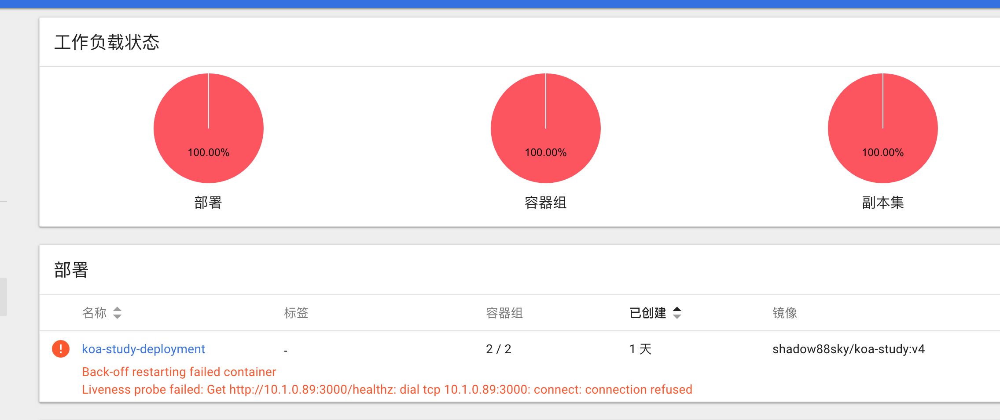 工作负载状态
100.00%
100.00%
100.00%
部署
容器组
副本集
部署
名称 标签 容器组 已创建 镜像
koa-study-deployment - 2 / 2 1 天 shadow88sky/koa-study:v4
Back-off restarting failed container
Liveness probe failed: Get http://10.1.0.89:3000/healthz: dial tcp 10.1.0.89:3000: connect: connection refused